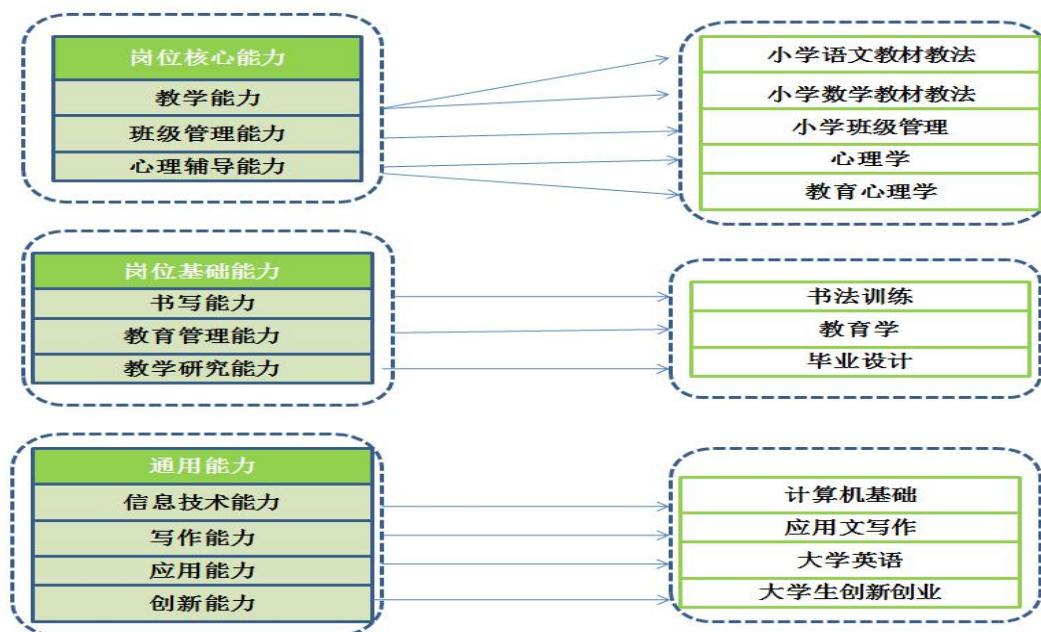 岗位核心能力
教学能力
班级管理能力
心理辅导能力
小学语文教材教法
小学数学教材教法
小学班级管理
心理学
教育心理学
岗位基础能力
书写能力
教育管理能力
教学研究能力
书法训练
教育学
毕业设计
通用能力
信息技术能力
写作能力
应用能力
创新能力
计算机基础
应用文写作
大学英语
大学生创新创业